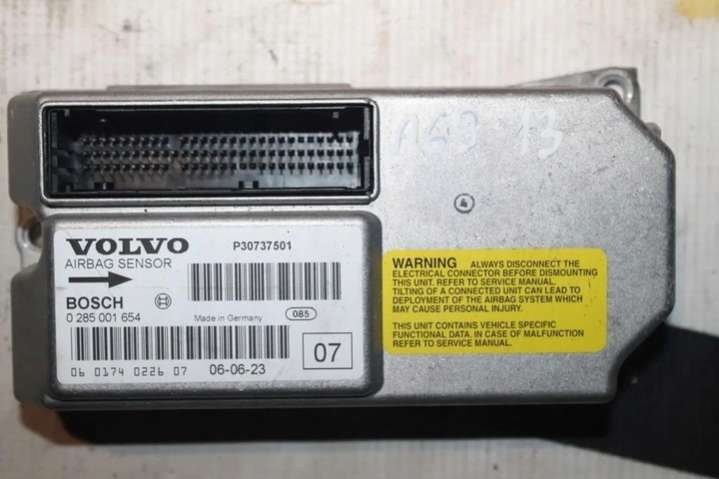 A69 13
VOLVO
P30737501
AIRBAG SENSOR
BOSCH
0 285 001 654
Made in Germany
085
07
06 0174 0226 07
06-06-23
WARNING ALWAYS DISCONNECT THE
ELECTRICAL CONNECTOR BEFORE DISMOUNTING
THIS UNIT. REFER TO SERVICE MANUAL.
TILTING OF A CONNECTED UNIT CAN LEAD TO
DEPLOYMENT OF THE AIRBAG SYSTEM WHICH
MAY CAUSE PERSONAL INJURY.
THIS UNIT CONTAINS VEHICLE SPECIFIC
FUNCTIONAL DATA. IN CASE OF MALFUNCTION
REFER TO SERVICE MANUAL.